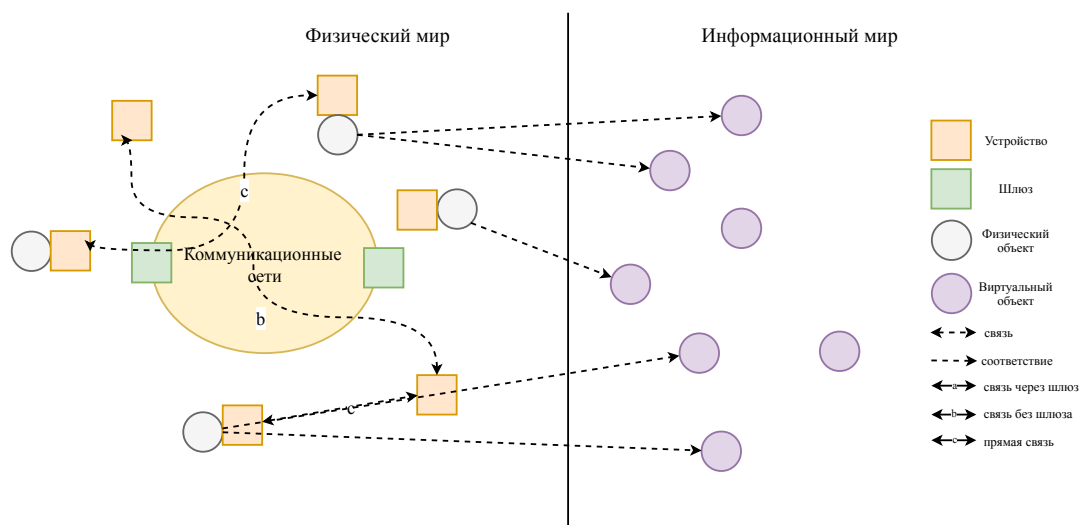 Физический мир
Информационный мир
c
Коммуникационные
сети
b
c
Устройство
Шлюз
Физический
объект
Виртуальный
объект
связь
соответствие
a
связь через шлюз
b
связь без шлюза
c
прямая связь